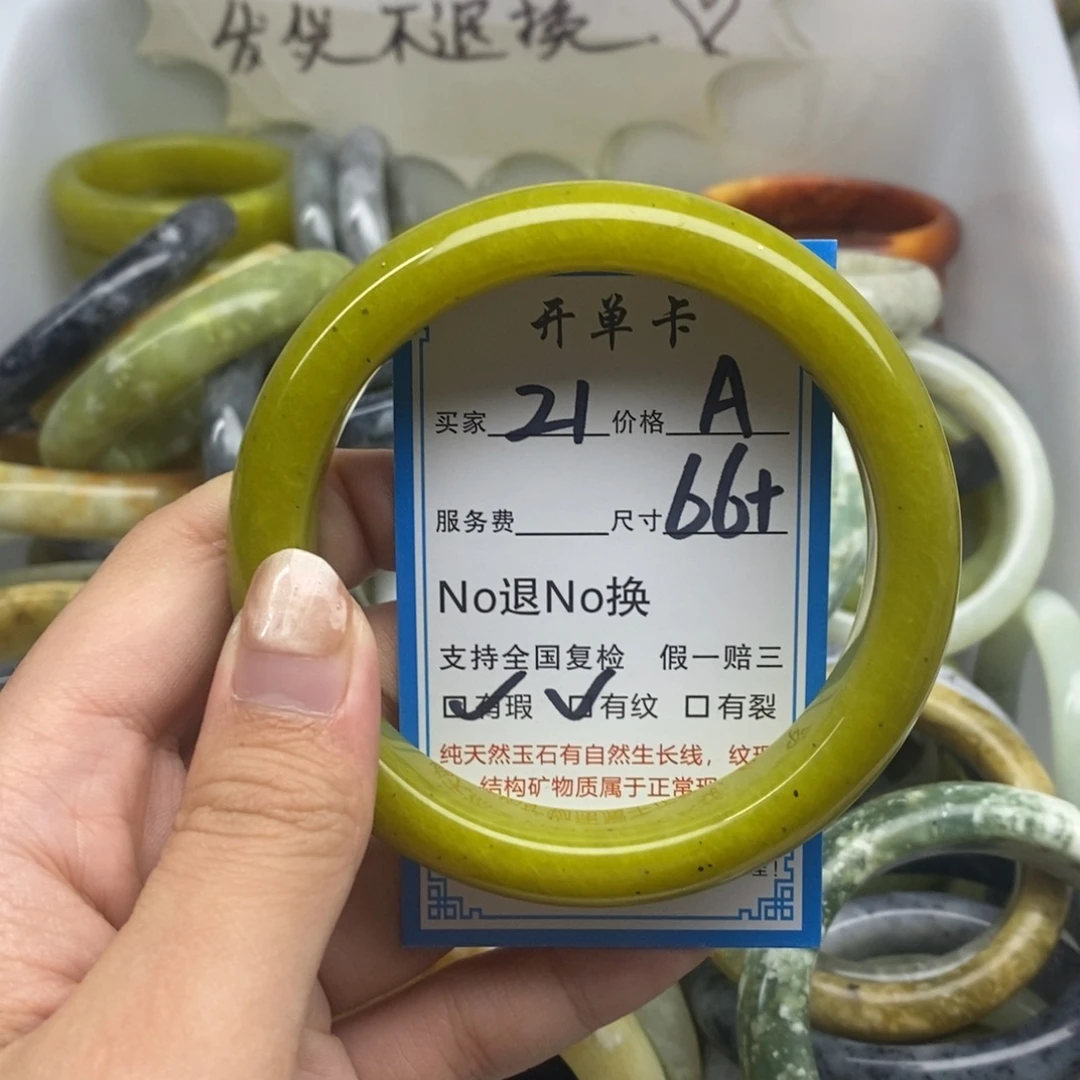 发货不退换
开单卡
买家 21 价格 A
服务费 尺寸 66+
No退No换
支持全国复检 假一赔三
☑有瑕 ☑有纹 □有裂
纯天然玉石有自然生长线，纹理
结构矿物质属于正常现